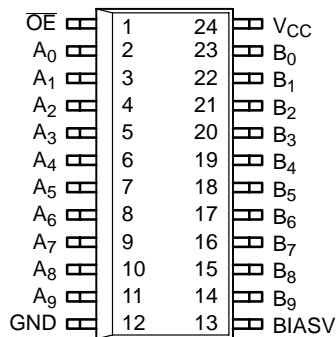 OE 1 24 VCC
A0 2 23 B0
A1 3 22 B1
A2 4 21 B2
A3 5 20 B3
A4 6 19 B4
A5 7 18 B5
A6 8 17 B6
A7 9 16 B7
A8 10 15 B8
A9 11 14 B9
GND 12 13 BIASV